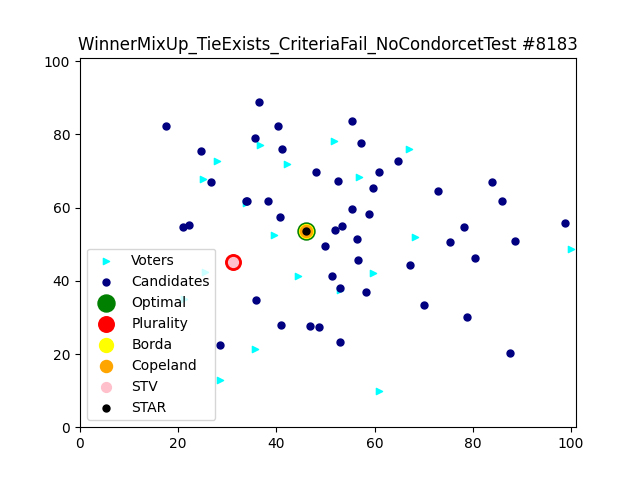 WinnerMixUp_TieExists_CriteriaFail_NoCondorcetTest #8183
100
80
60
40
20
0
Voters
Candidates
Optimal
Plurality
Borda
Copeland
STV
STAR
0 20 40 60 80 100